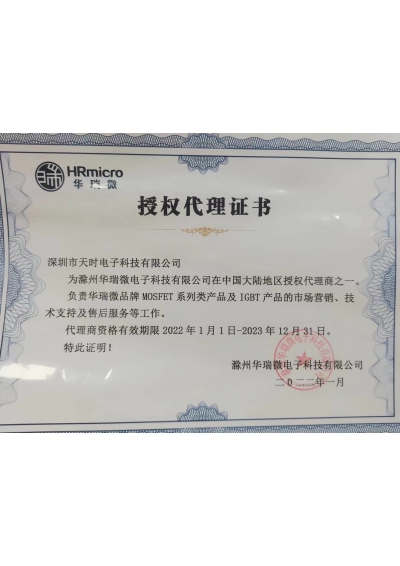 HRmicro
华瑞微
授权代理证书
深圳市天时电子科技有限公司
为滁州华瑞微电子科技有限公司在中国大陆地区授权代理商之一。
负责华瑞微品牌 MOSFET 系列类产品及 IGBT 产品的市场营销、技
术支持及售后服务等工作。
代理商资格有效期限 2022 年 1 月 1 日-2023 年 12 月 31 日。
特此证明！
滁州华瑞微电子科技有限公司
二〇二二年一月